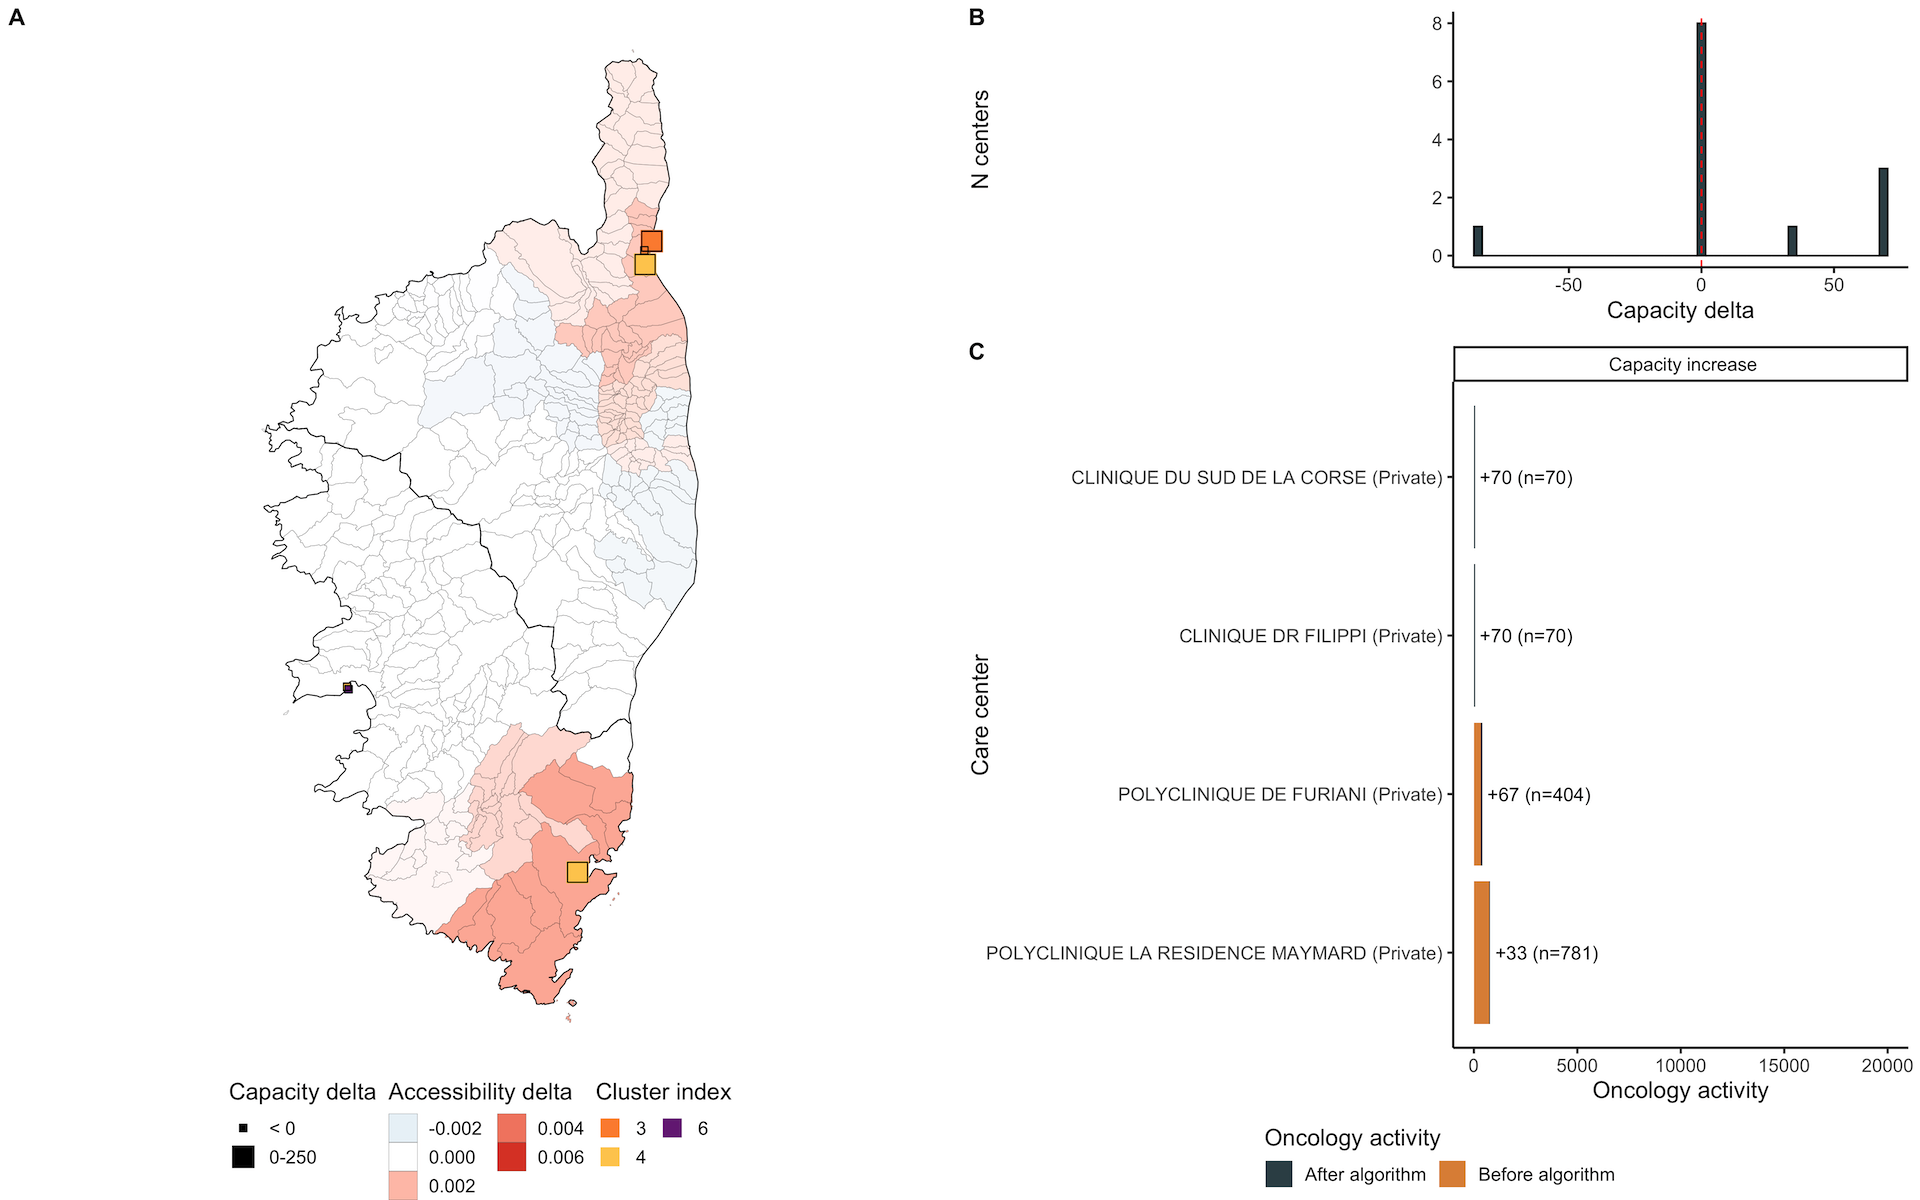 A
Capacity delta
< 0
0-250
Accessibility delta
-0.002
0.000
0.002
0.004
0.006
Cluster index
3
4
6
B
N centers
8
6
4
2
0
-50
0
50
Capacity delta
C
Capacity increase
Care center
CLINIQUE DU SUD DE LA CORSE (Private)
+70 (n=70)
CLINIQUE DR FILIPPI (Private)
+70 (n=70)
POLYCLINIQUE DE FURIANI (Private)
+67 (n=404)
POLYCLINIQUE LA RESIDENCE MAYMARD (Private)
+33 (n=781)
0
5000
10000
15000
20000
Oncology activity
Oncology activity
After algorithm
Before algorithm